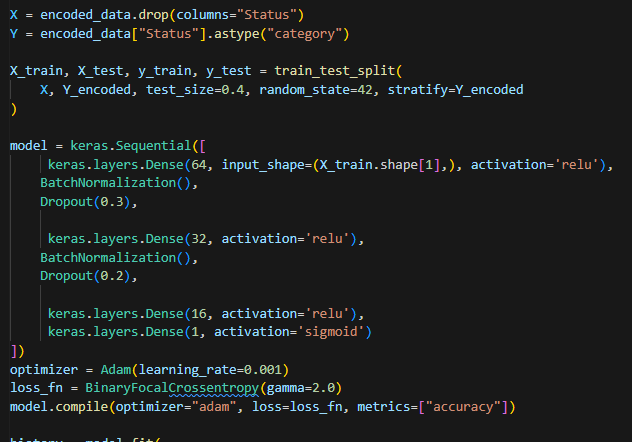 X = encoded_data.drop(columns="Status")
Y = encoded_data["Status"].astype("category")
X_train, X_test, y_train, y_test = train_test_split(
    X, Y_encoded, test_size=0.4, random_state=42, stratify=Y_encoded
)
model = keras.Sequential([
     keras.layers.Dense(64, input_shape=(X_train.shape[1],), activation='relu'),
    BatchNormalization(),
    Dropout(0.3),
     keras.layers.Dense(32, activation='relu'),
    BatchNormalization(),
    Dropout(0.2),
     keras.layers.Dense(16, activation='relu'),
     keras.layers.Dense(1, activation='sigmoid')
])
optimizer = Adam(learning_rate=0.001)
loss_fn = BinaryFocalCrossentropy(gamma=2.0)
model.compile(optimizer="adam", loss=loss_fn, metrics=["accuracy"])
history = model.fit(